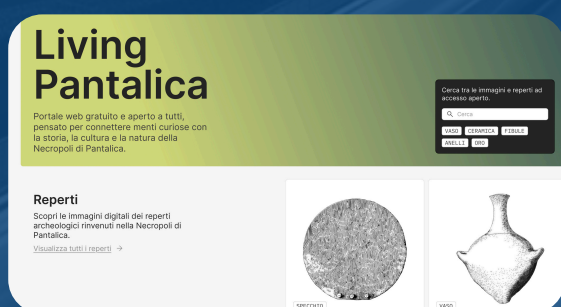 Living
Pantalica
Portale web gratuito e aperto a tutti,
pensato per connettere menti curiose con
la storia, la cultura e la natura della
Necropoli di Pantalica.
Cerca tra le immagini e reperti ad
accesso aperto.
Cerca
VASO CERAMICA FIBULE
ANELLI ORO
Reperti
Scopri le immagini digitali dei reperti
archeologici rinvenuti nella Necropoli di
Pantalica.
Visualizza tutti i reperti →
SPECCHIO
VASO